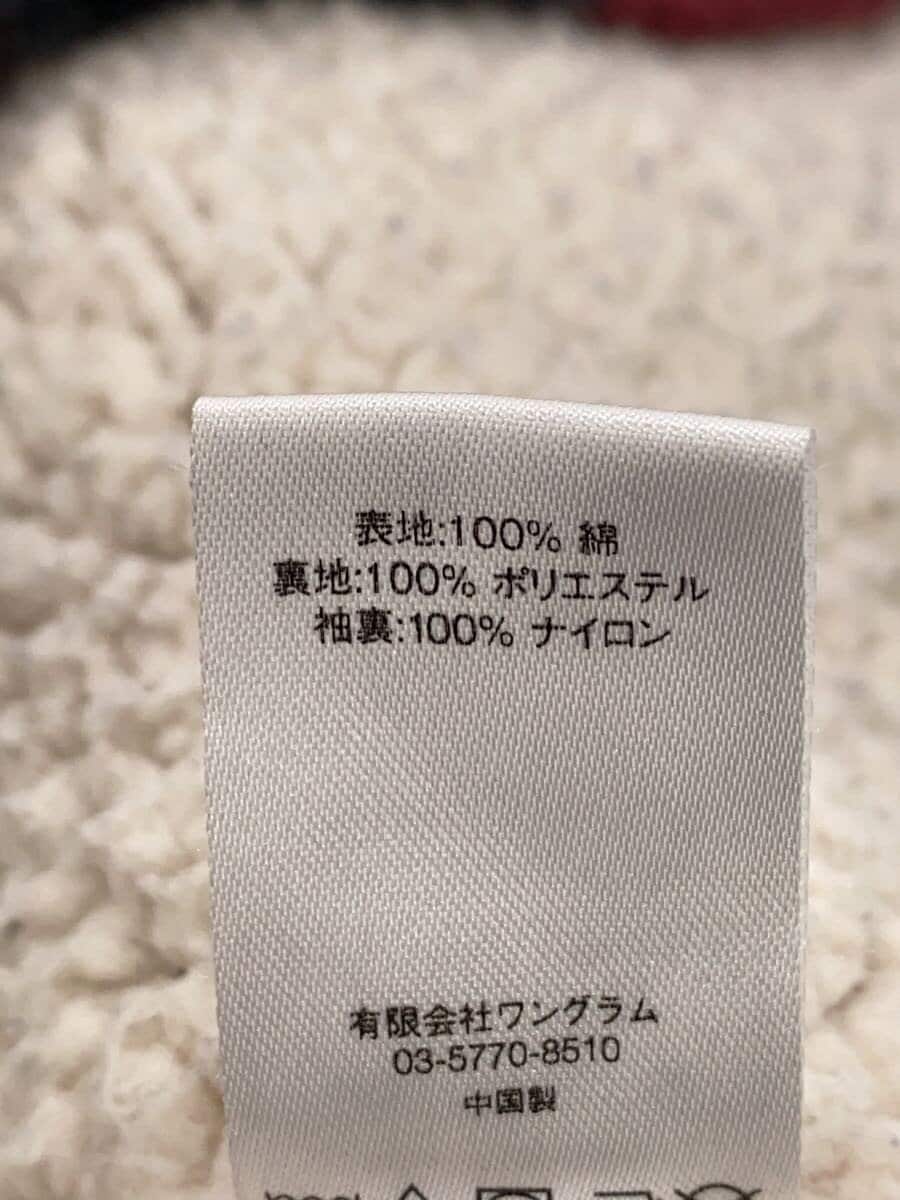 表地:100% 綿
裏地:100% ポリエステル
袖裏:100% ナイロン
有限会社ワングラム
03-5770-8510
中国製